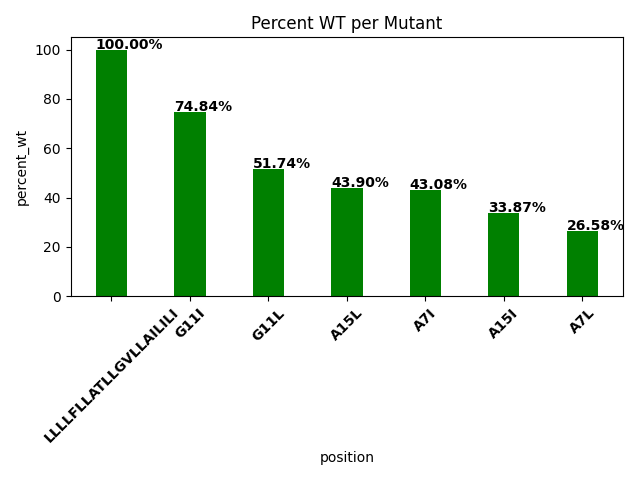 Percent WT per Mutant
percent_wt
100
80
60
40
20
0
100.00%
74.84%
51.74%
43.90%
43.08%
33.87%
26.58%
LLLLFLLATLLGVLLAILILI
G11I
G11L
A15L
A7I
A15I
A7L
position